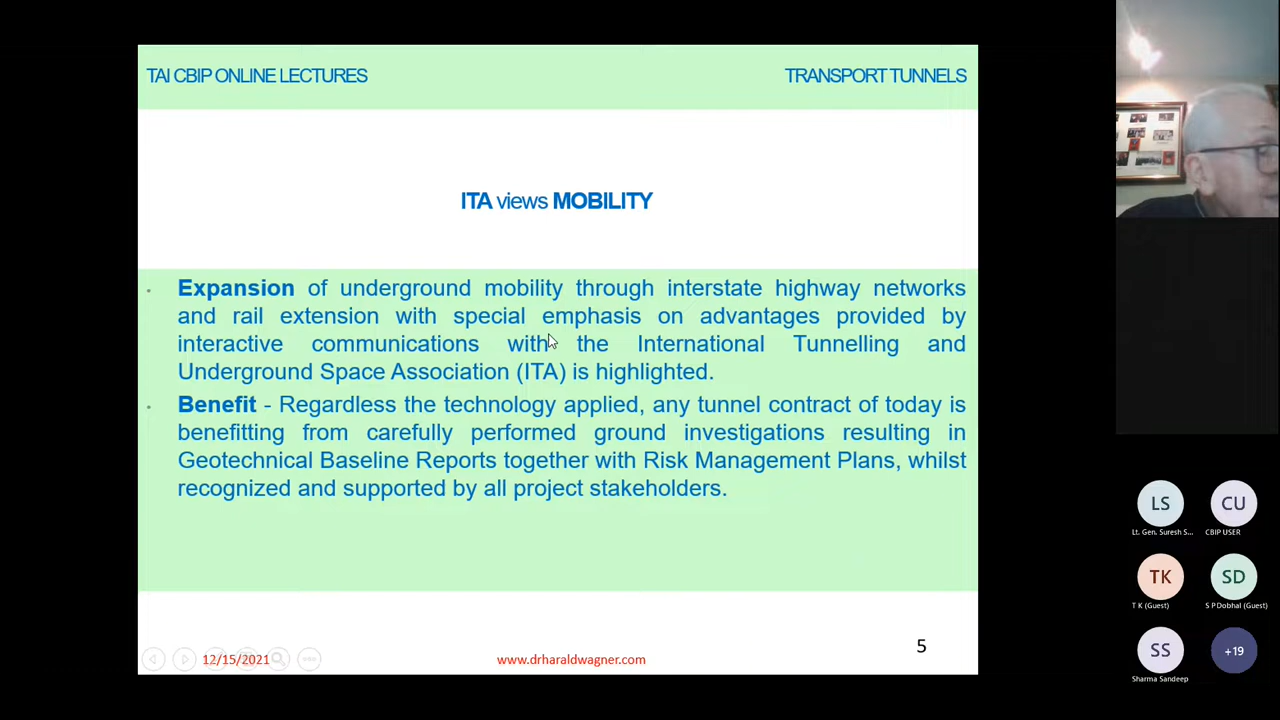 TAI CBIP ONLINE LECTURES
TRANSPORT TUNNELS
ITA views MOBILITY
Expansion of underground mobility through interstate highway networks
and rail extension with special emphasis on advantages provided by
interactive communications with the International Tunnelling and
Underground Space Association (ITA) is highlighted.
Benefit - Regardless the technology applied, any tunnel contract of today is
benefitting from carefully performed ground investigations resulting in
Geotechnical Baseline Reports together with Risk Management Plans, whilst
recognized and supported by all project stakeholders.
12/15/2021
www.drharaldwagner.com
5
LS
CU
Lt. Gen. Suresh S...
CBIP USER
TK
SD
T K (Guest)
S P Dobhal (Guest)
SS
+19
Sharma Sandeep